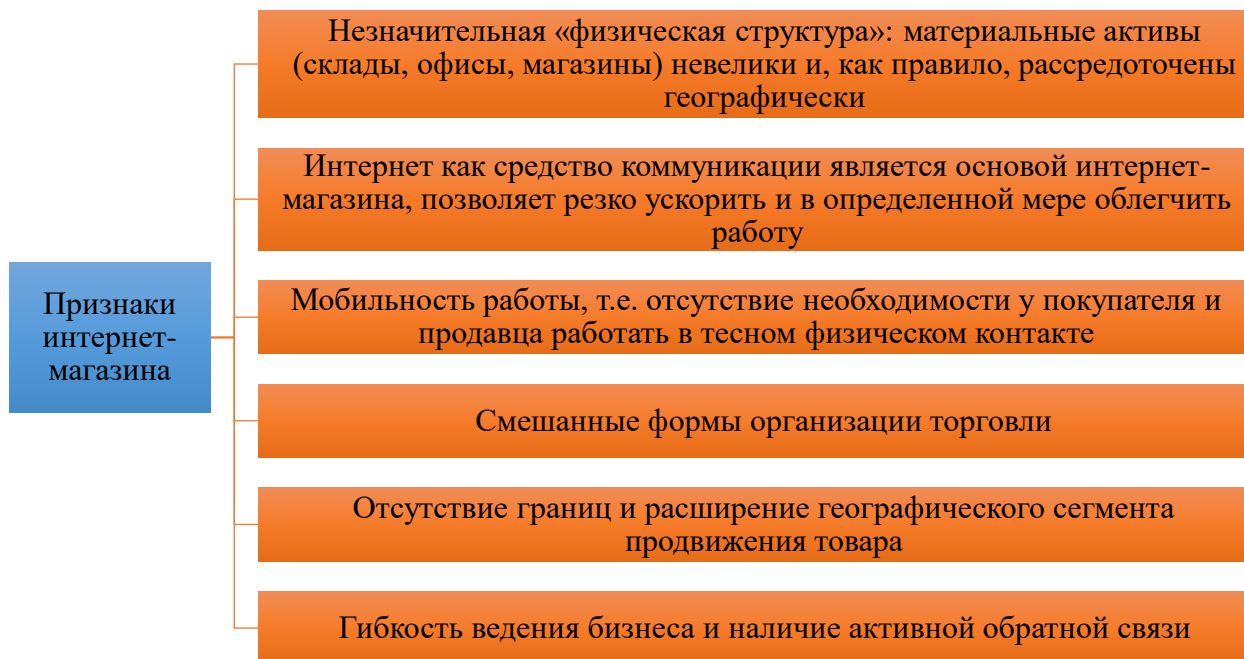 Признаки
интернет-
магазина
Незначительная «физическая структура»: материальные активы
(склады, офисы, магазины) невелики и, как правило, рассредоточены
географически
Интернет как средство коммуникации является основой интернет-
магазина, позволяет резко ускорить и в определенной мере облегчить
работу
Мобильность работы, т.е. отсутствие необходимости у покупателя и
продавца работать в тесном физическом контакте
Смешанные формы организации торговли
Отсутствие границ и расширение географического сегмента
продвижения товара
Гибкость ведения бизнеса и наличие активной обратной связи